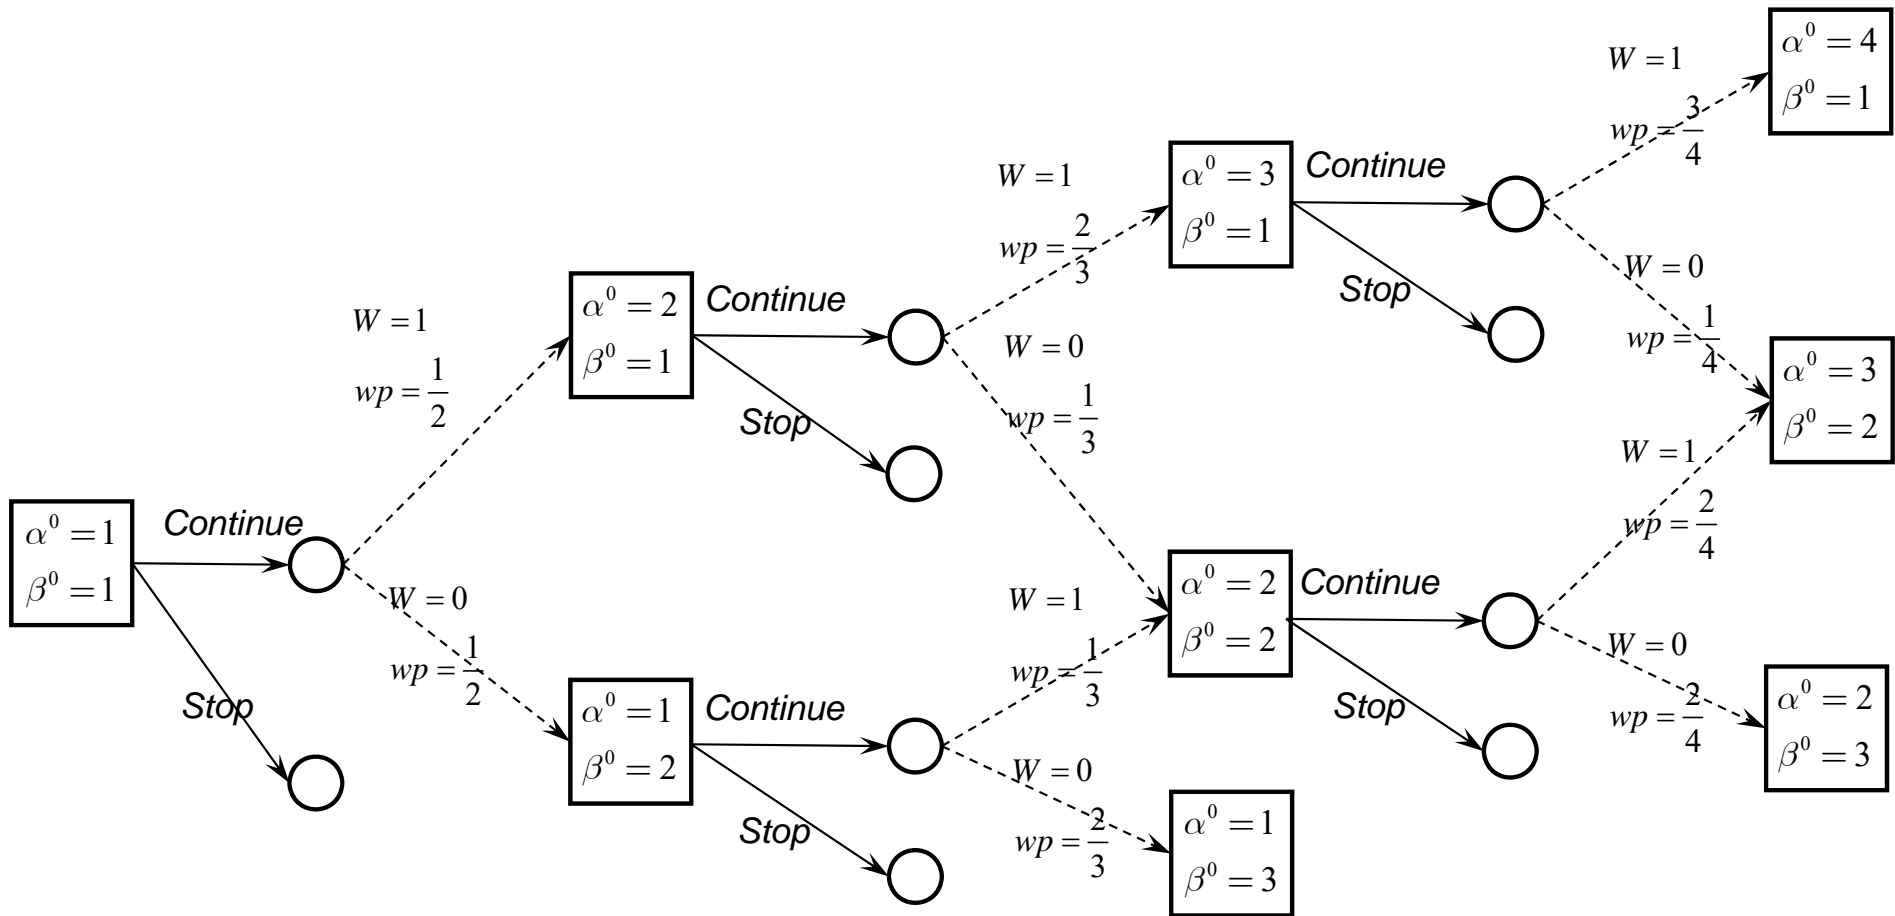 α⁰ = 1
β⁰ = 1
Continue
Stop
W = 1
wp = 1/2
W = 0
wp = 1/2
α⁰ = 2
β⁰ = 1
Continue
Stop
α⁰ = 1
β⁰ = 2
Continue
Stop
W = 1
wp = 2/3
W = 0
wp = 1/3
W = 1
wp = 1/3
W = 0
wp = 2/3
α⁰ = 3
β⁰ = 1
Continue
Stop
α⁰ = 2
β⁰ = 2
Continue
Stop
α⁰ = 1
β⁰ = 3
W = 1
wp = 3/4
W = 0
wp = 1/4
W = 1
wp = 2/4
W = 0
wp = 2/4
α⁰ = 4
β⁰ = 1
α⁰ = 3
β⁰ = 2
α⁰ = 2
β⁰ = 3